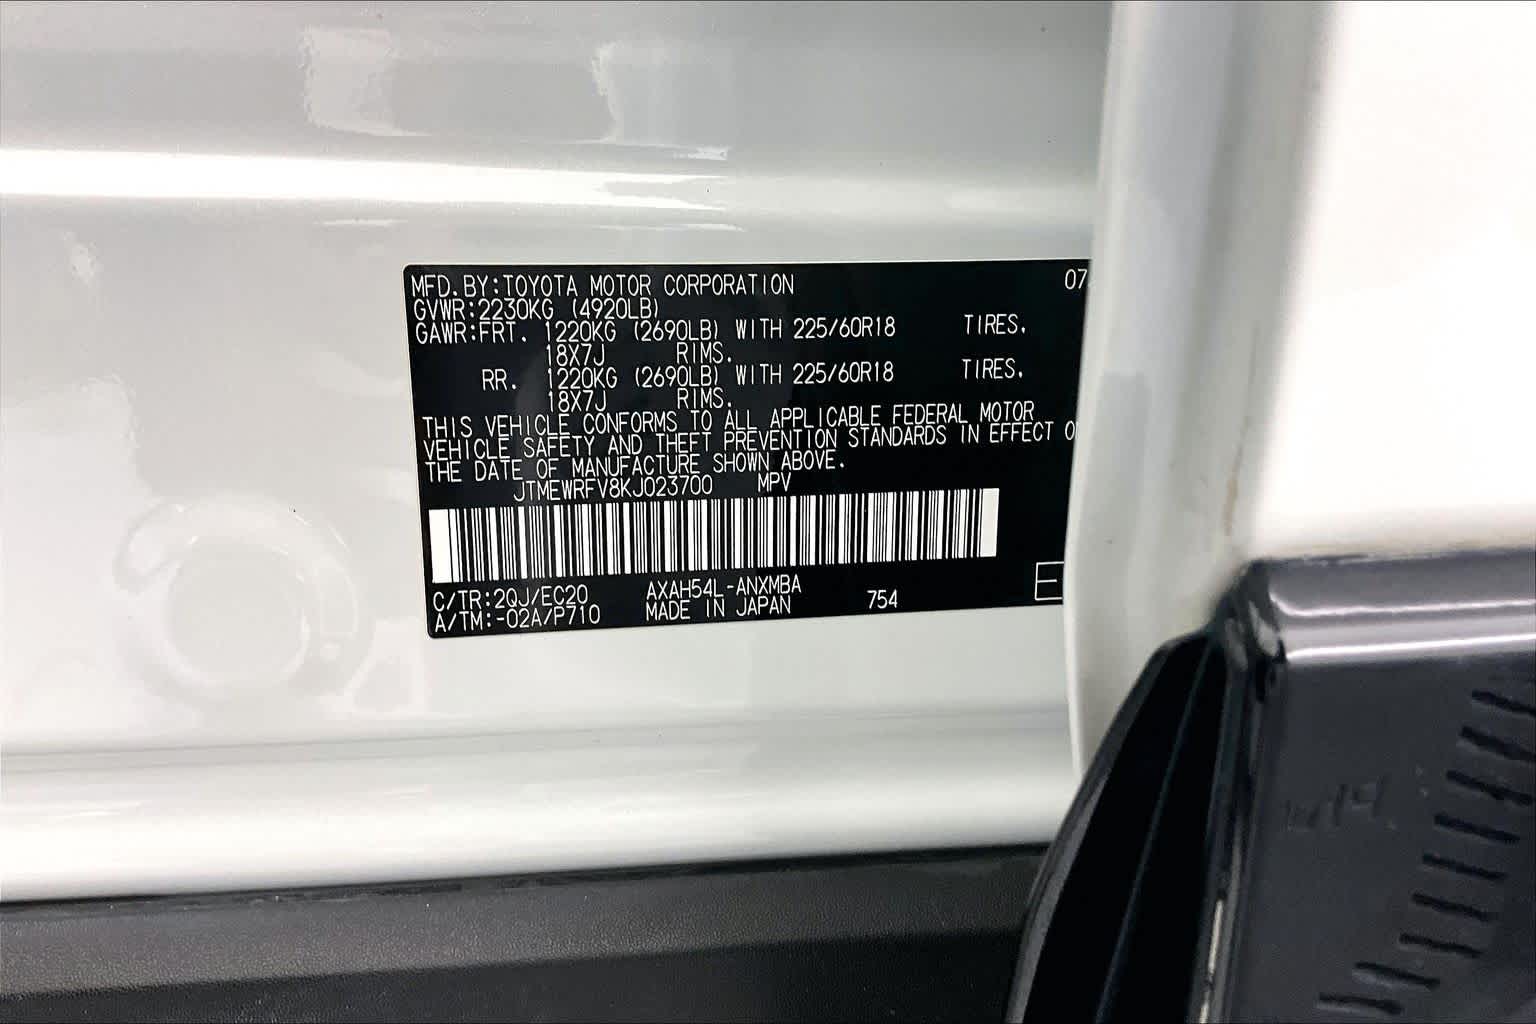 MFD.BY:TOYOTA MOTOR CORPORATION 07
GVWR:2230KG (4920LB)
GAWR:FRT. 1220KG (2690LB) WITH 225/60R18 TIRES.
18X7J RIMS.
RR. 1220KG (2690LB) WITH 225/60R18 TIRES.
18X7J RIMS.
THIS VEHICLE CONFORMS TO ALL APPLICABLE FEDERAL MOTOR
VEHICLE SAFETY AND THEFT PREVENTION STANDARDS IN EFFECT O
THE DATE OF MANUFACTURE SHOWN ABOVE.
JTMEWRFV8KJ023700 MPV
C/TR:2QJ/EC20 AXAH54L-ANXMBA 754
A/TM:-02A/P710 MADE IN JAPAN
E